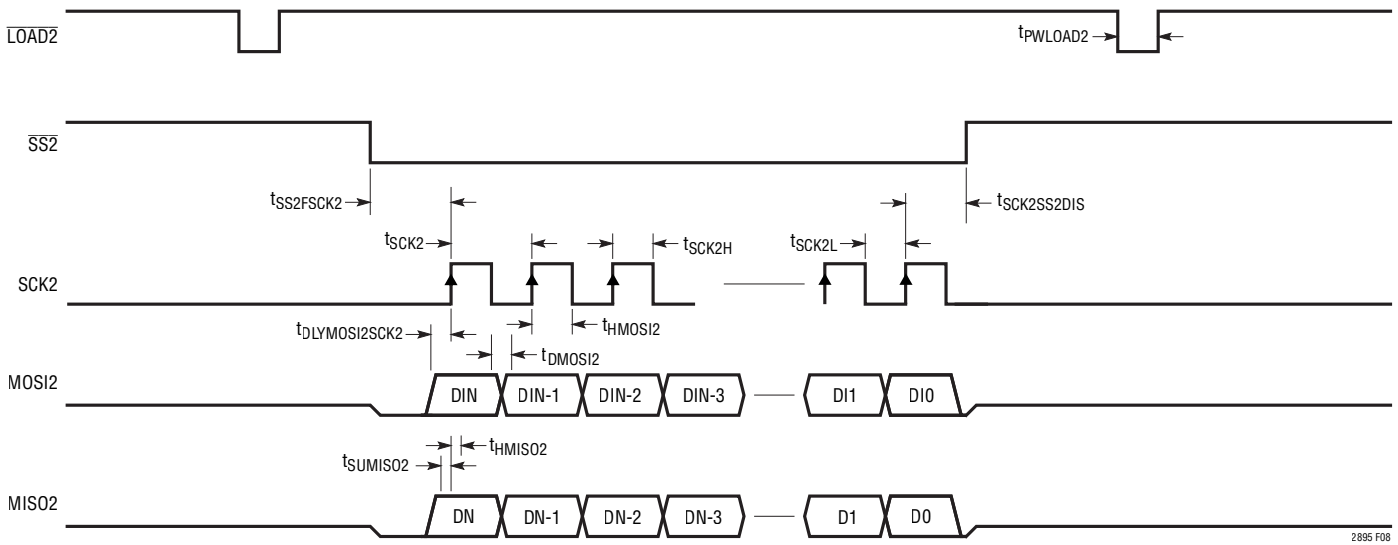 LOAD2
tPWLOAD2
SS2
tSS2FSCK2
tSCK2SS2DIS
tSCK2
tSCK2H
tSCK2L
SCK2
tDLYMOSI2SCK2
tHMOSI2
tDMOSI2
MOSI2
DIN DIN-1 DIN-2 DIN-3 DI1 DI0
tHMISO2
tSUMISO2
MISO2
DN DN-1 DN-2 DN-3 D1 D0
2895 F08